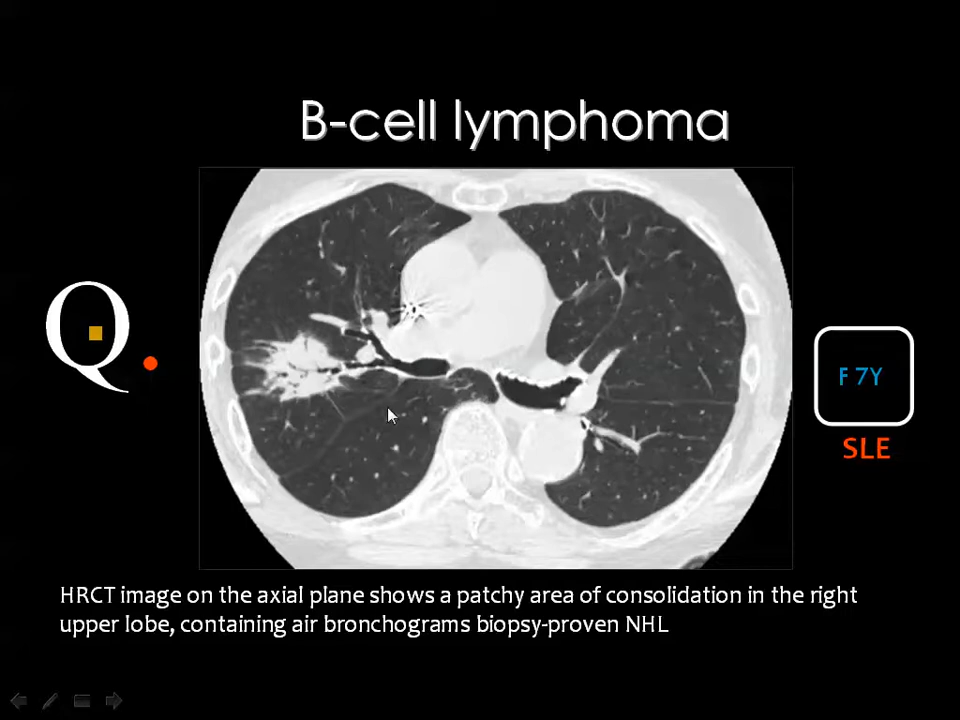 B-cell lymphoma
Q.
F 7Y
SLE
HRCT image on the axial plane shows a patchy area of consolidation in the right
upper lobe, containing air bronchograms biopsy-proven NHL